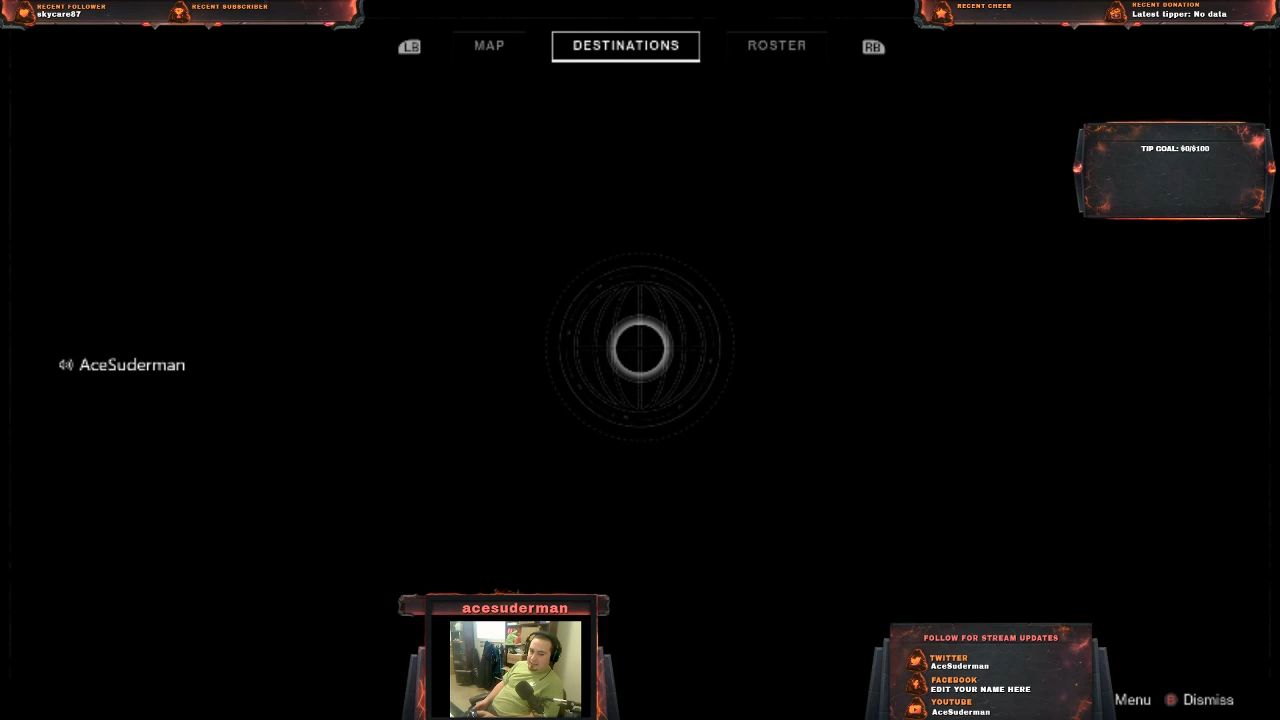 RECENT FOLLOWER
skycare87
RECENT SUBSCRIBER
RECENT CHEER
RECENT DONATION
Latest tipper: No data
LB
MAP
DESTINATIONS
ROSTER
RB
TIP GOAL: $0/$100
AceSuderman
acesuderman
FOLLOW FOR STREAM UPDATES
TWITTER
AceSuderman
FACEBOOK
EDIT YOUR NAME HERE
YOUTUBE
AceSuderman
Menu
B Dismiss